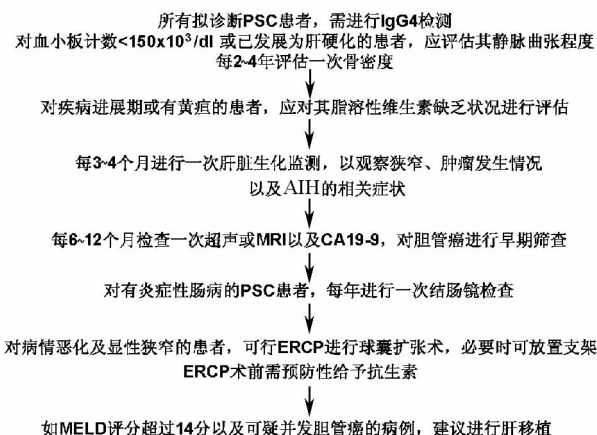 所有拟诊断PSC患者，需进行IgG4检测
对血小板计数<150x10³/dl 或已发展为肝硬化的患者，应评估其静脉曲张程度
每2~4年评估一次骨密度
对疾病进展期或有黄疸的患者，应对其脂溶性维生素缺乏状况进行评估
每3~4个月进行一次肝脏生化监测，以观察狭窄、肿瘤发生情况
以及AIH的相关症状
每6~12个月检查一次超声或MRI以及CA19-9，对胆管癌进行早期筛查
对有炎症性肠病的PSC患者，每年进行一次结肠镜检查
对病情恶化及显性狭窄的患者，可行ERCP进行球囊扩张术，必要时可放置支架
ERCP术前需预防性给予抗生素
如MELD评分超过14分以及可疑并发胆管癌的病例，建议进行肝移植